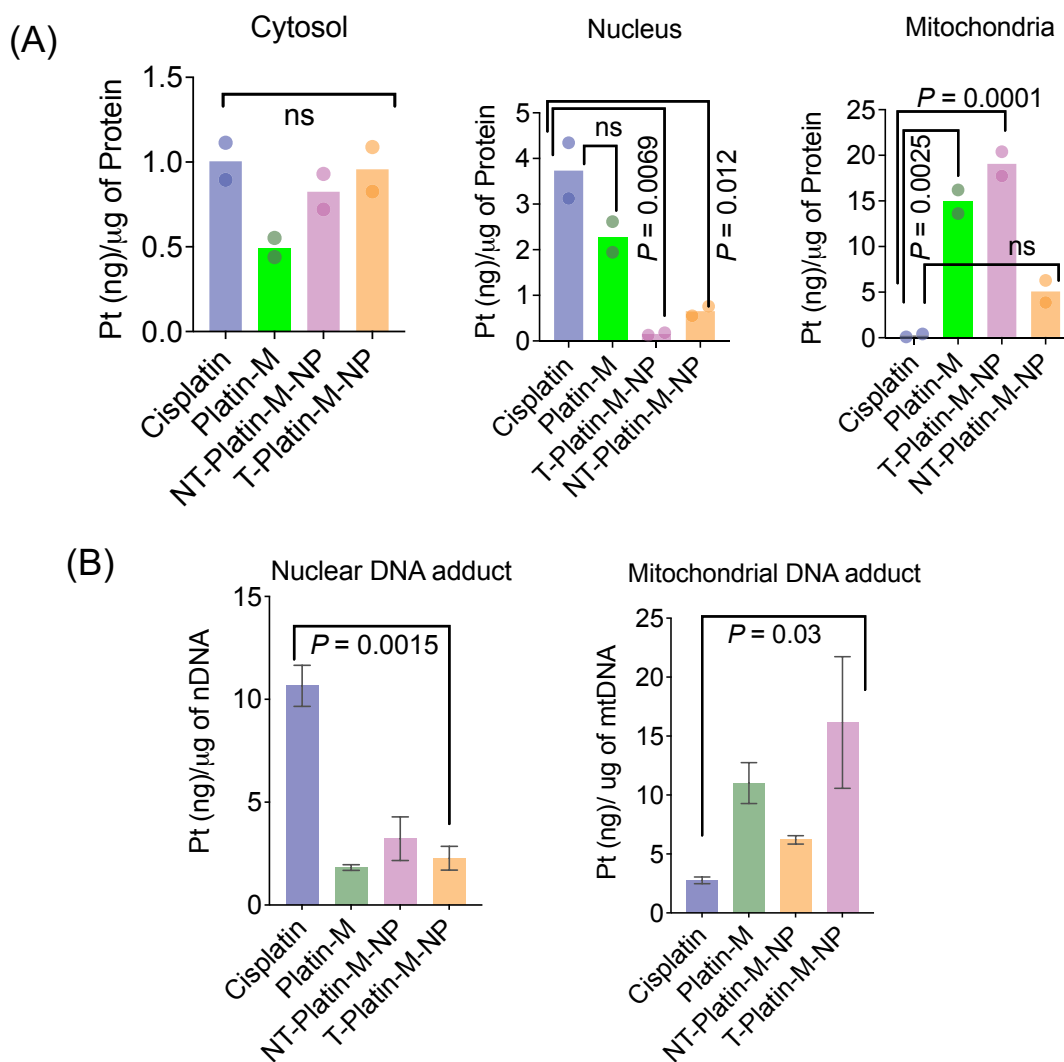 (A)
Cytosol
Pt (ng)/μg of Protein
1.5
1.0
0.5
0.0
ns
Cisplatin
Platin-M
NT-Platin-M-NP
T-Platin-M-NP
Nucleus
Pt (ng)/μg of Protein
5
4
3
2
1
0
ns
P = 0.0069
P = 0.012
Cisplatin
Platin-M
T-Platin-M-NP
NT-Platin-M-NP
Mitochondria
Pt (ng)/μg of Protein
25
20
15
10
5
0
P = 0.0001
P = 0.0025
ns
Cisplatin
Platin-M
T-Platin-M-NP
NT-Platin-M-NP
(B)
Nuclear DNA adduct
Pt (ng)/μg of nDNA
15
10
5
0
P = 0.0015
Cisplatin
Platin-M
NT-Platin-M-NP
T-Platin-M-NP
Mitochondrial DNA adduct
Pt (ng)/ ug of mtDNA
25
20
15
10
5
0
P = 0.03
Cisplatin
Platin-M
NT-Platin-M-NP
T-Platin-M-NP